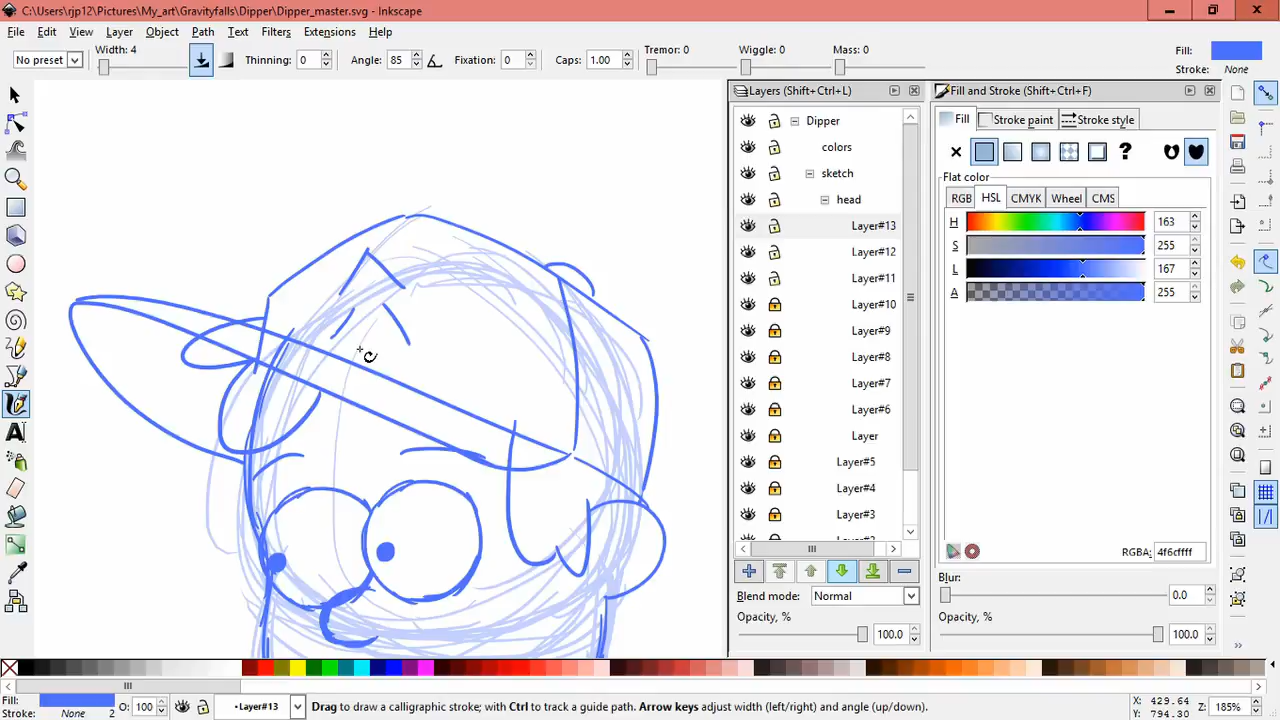 C:\Users\rjp12\Pictures\My_art\Gravityfalls\Dipper\Dipper_master.svg - Inkscape
File Edit View Layer Object Path Filters Text Extensions Help
No preset Width: 4 Thinning: 0 Angle: 85 Fixation: 0 Caps: 1.00 Tremor: 0 Wiggle: 0 Mass: 0 Fill: Stroke: None
Layers (Shift+Ctrl+L)
Dipper
colors
sketch
head
Layer#13
Layer#12
Layer#11
Layer#10
Layer#9
Layer#8
Layer#7
Layer#6
Layer
Layer#5
Layer#4
Layer#3
Blend mode: Normal
Opacity, %
100.0
Fill and Stroke (Shift+Ctrl+F)
Fill Stroke paint Stroke style
?
Flat color
RGB HSL CMYK Wheel CMS
H 163
S 255
L 167
A 255
RGBA: 4f6cffff
Blur:
0.0
Opacity, %
100.0
Fill: Stroke: None 2 O: 100 •Layer#13 Drag to draw a calligraphic stroke; with Ctrl to track a guide path. Arrow keys adjust width (left/right) and angle (up/down). X: 429.64 Y: 794.30 Z: 185%